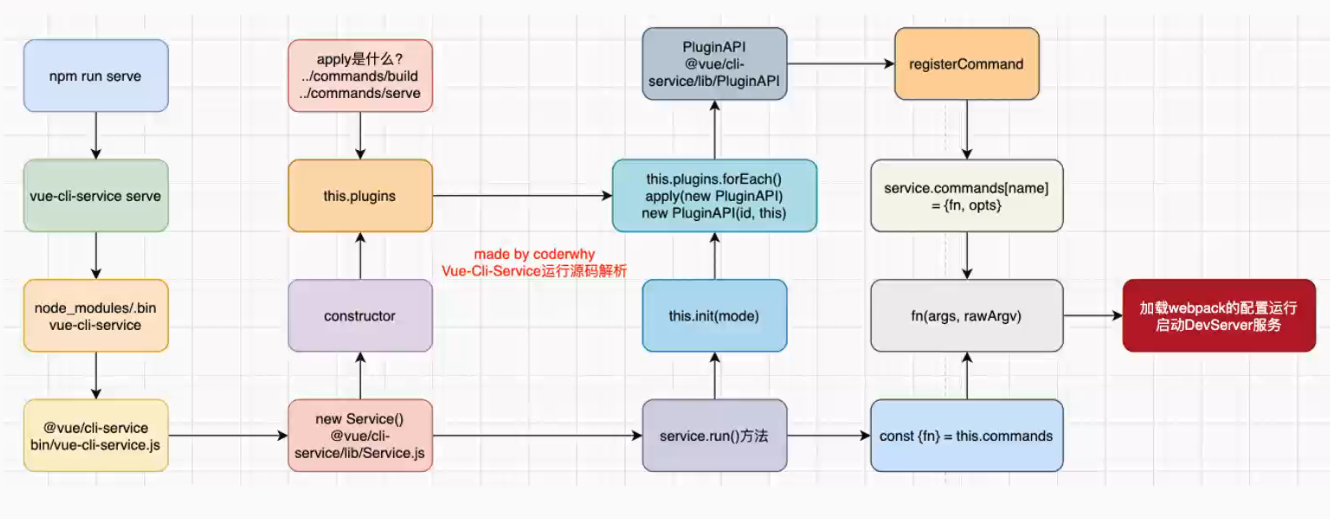 npm run serve
vue-cli-service serve
node_modules/.bin
vue-cli-service
@vue/cli-service
bin/vue-cli-service.js
apply是什么?
../commands/build
../commands/serve
this.plugins
constructor
new Service()
@vue/cli-
service/lib/Service.js
made by coderwhy
Vue-Cli-Service运行源码解析
PluginAPI
@vue/cli-
service/lib/PluginAPI
this.plugins.forEach()
apply(new PluginAPI)
new PluginAPI(id, this)
this.init(mode)
service.run()方法
registerCommand
service.commands[name]
= {fn, opts}
fn(args, rawArgv)
const {fn} = this.commands
加载webpack的配置运行
启动DevServer服务